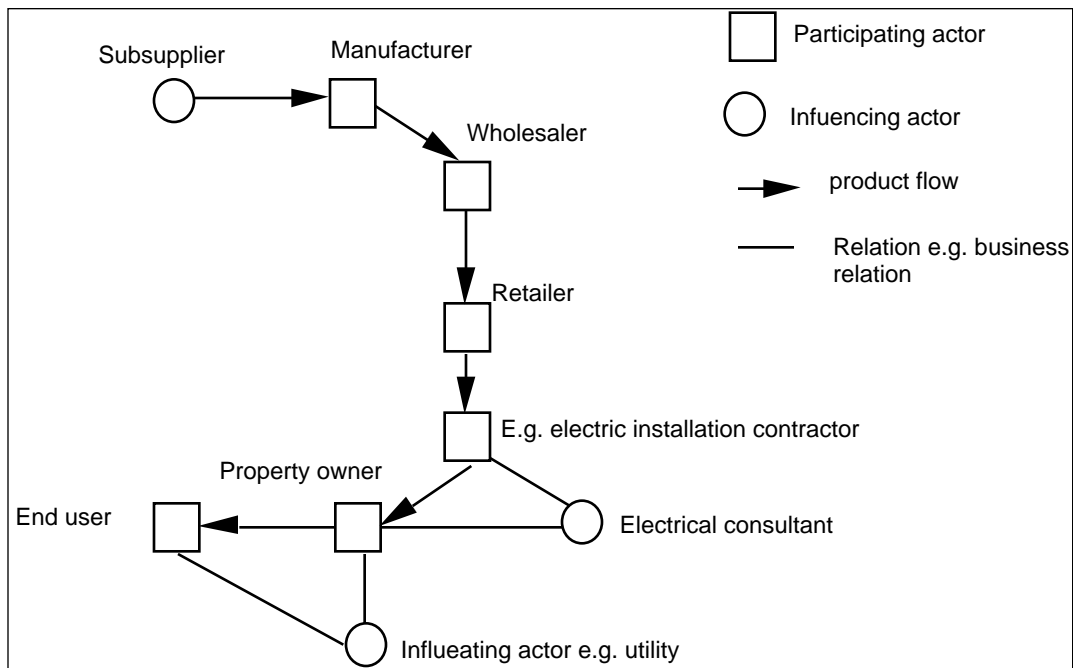 Subsupplier
Manufacturer
Wholesaler
Retailer
E.g. electric installation contractor
Property owner
End user
Electrical consultant
Influeating actor e.g. utility
Participating actor
Infuencing actor
product flow
Relation e.g. business
relation